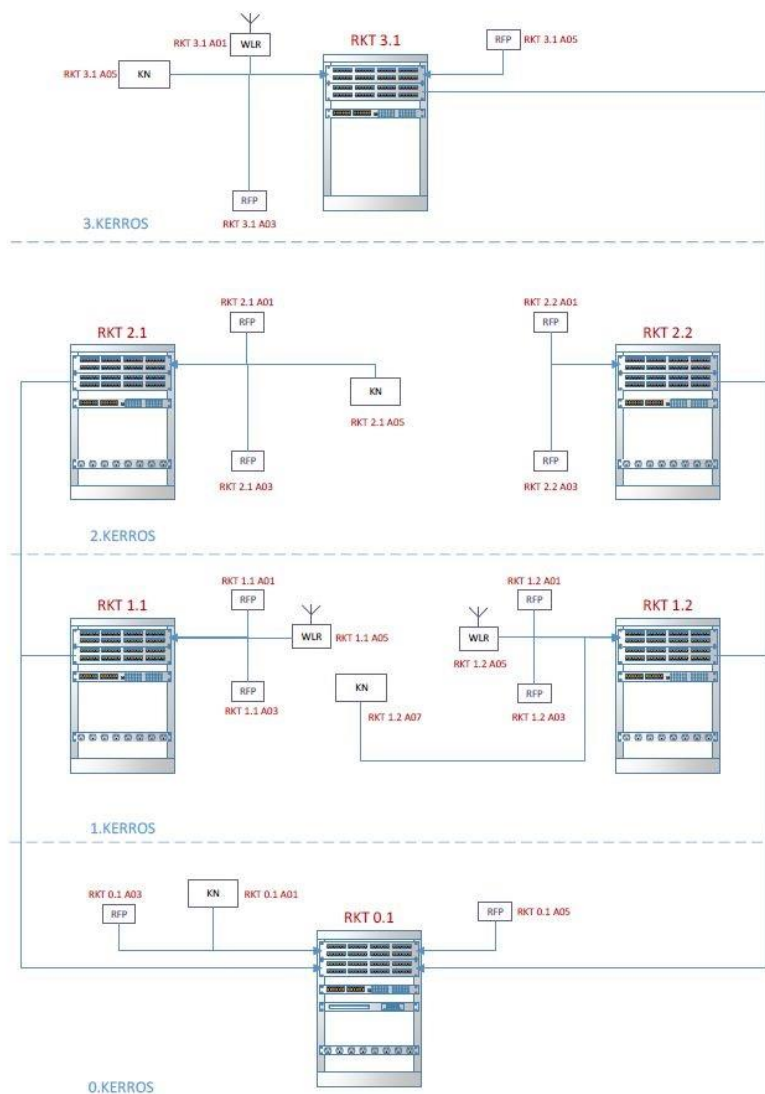 RKT 3.1
RKT 3.1 A01
WLR
RFP
RKT 3.1 A05
RKT 3.1 A05
KN
RFP
RKT 3.1 A03
3.KERROS
RKT 2.1
RKT 2.1 A01
RFP
RKT 2.2 A01
RFP
RKT 2.2
KN
RKT 2.1 A05
RFP
RKT 2.1 A03
RFP
RKT 2.2 A03
2.KERROS
RKT 1.1
RKT 1.1 A01
RFP
RKT 1.2 A01
RFP
RKT 1.2
WLR
RKT 1.1 A05
WLR
RKT 1.2 A05
RFP
RKT 1.1 A03
KN
RKT 1.2 A07
RFP
RKT 1.2 A03
1.KERROS
RKT 0.1 A03
RFP
KN
RKT 0.1 A01
RKT 0.1
RFP
RKT 0.1 A05
0.KERROS